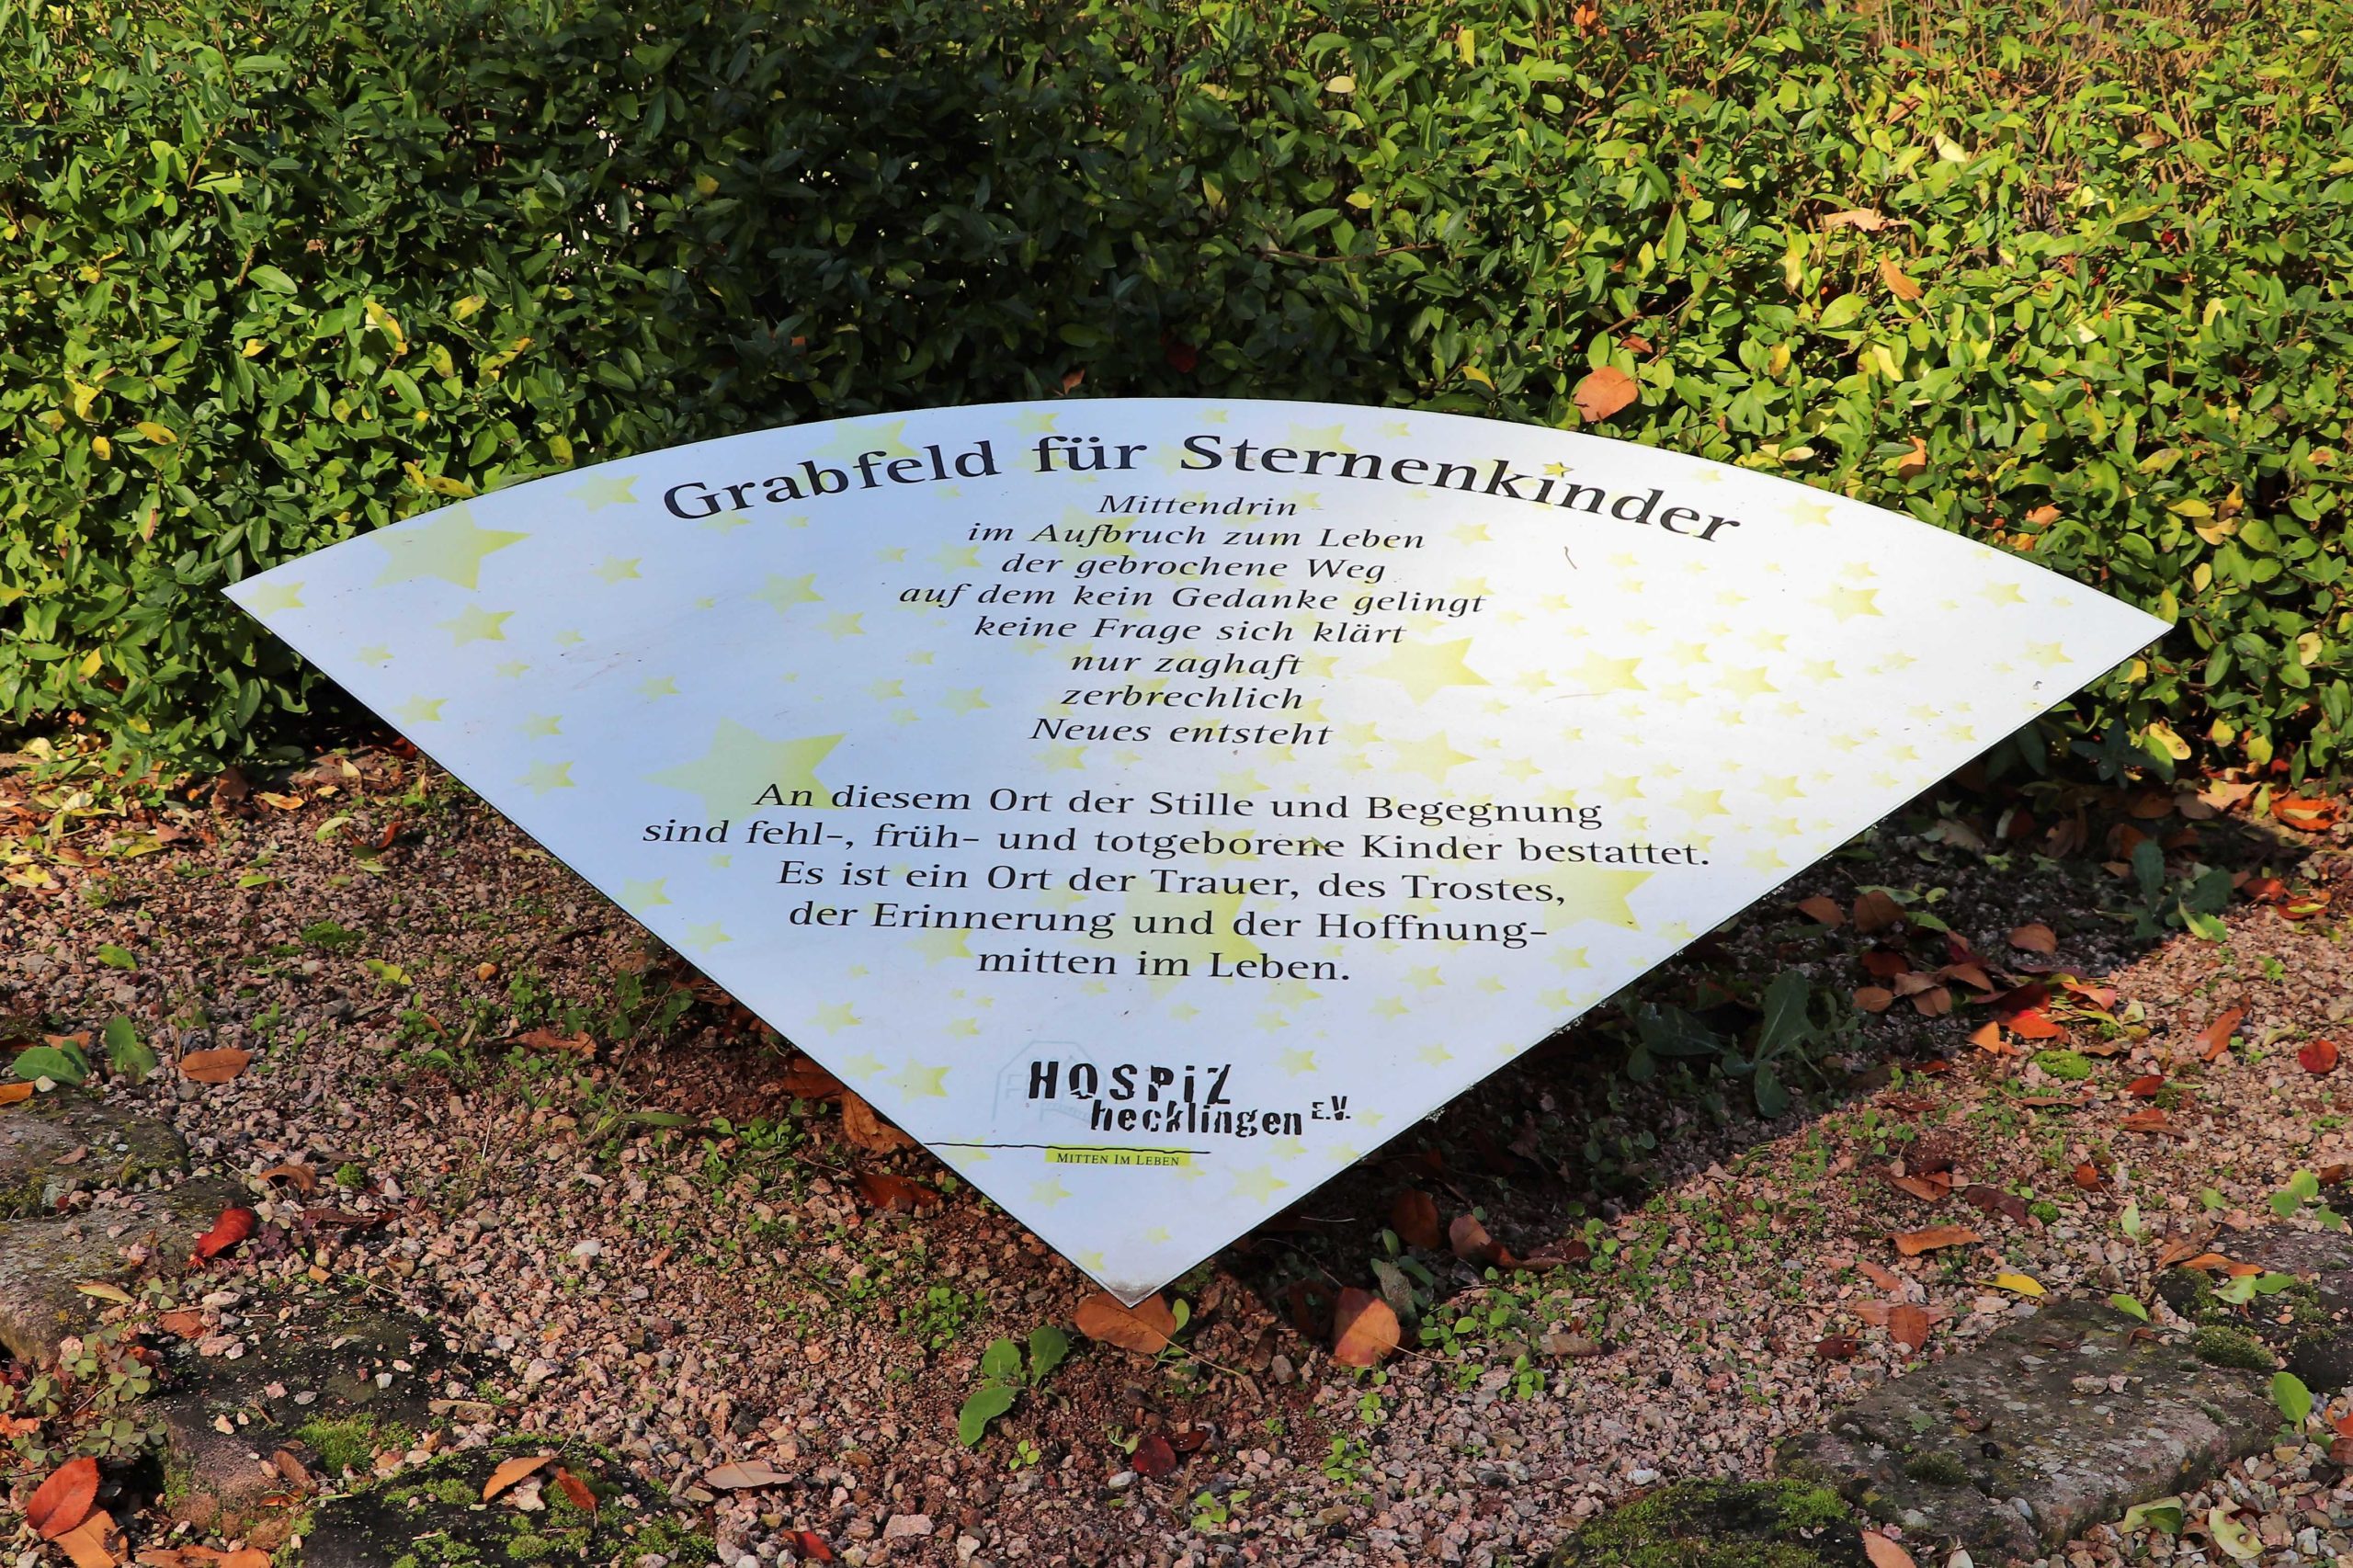 Grabfeld für Sternenkinder
Mittendrin
im Aufbruch zum Leben
der gebrochene Weg
auf dem kein Gedanke gelingt
keine Frage sich klärt
nur zaghaft
zerbrechlich
Neues entsteht
An diesem Ort der Stille und Begegnung
sind fehl-, früh- und totgeborene Kinder bestattet.
Es ist ein Ort der Trauer, des Trostes,
der Erinnerung und der Hoffnung-
mitten im Leben.
HOSPiZ
hecklingen E.V.
MITTEN IM LEBEN